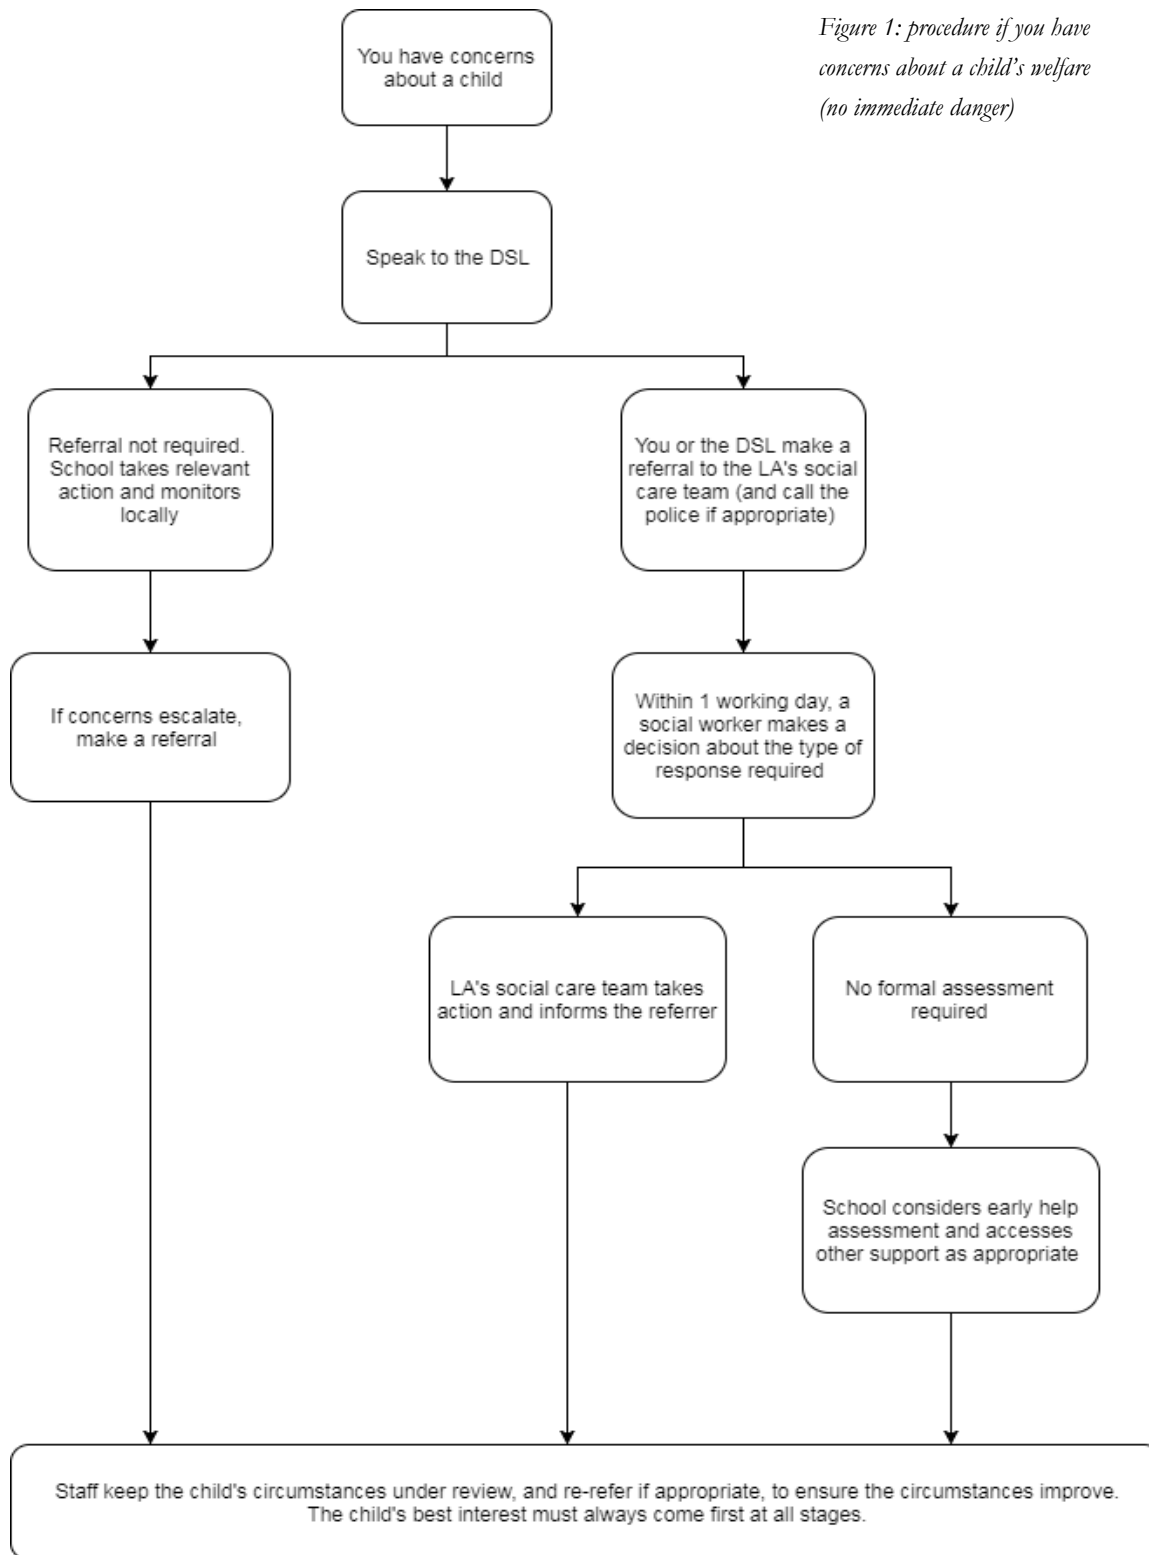 Figure 1: procedure if you have
concerns about a child's welfare
(no immediate danger)
You have concerns
about a child
Speak to the DSL
Referral not required.
School takes relevant
action and monitors
locally
You or the DSL make a
referral to the LA's social
care team (and call the
police if appropriate)
If concerns escalate,
make a referral
Within 1 working day, a
social worker makes a
decision about the type of
response required
LA's social care team takes
action and informs the referrer
No formal assessment
required
School considers early help
assessment and accesses
other support as appropriate
Staff keep the child's circumstances under review, and re-refer if appropriate, to ensure the circumstances improve.
The child's best interest must always come first at all stages.